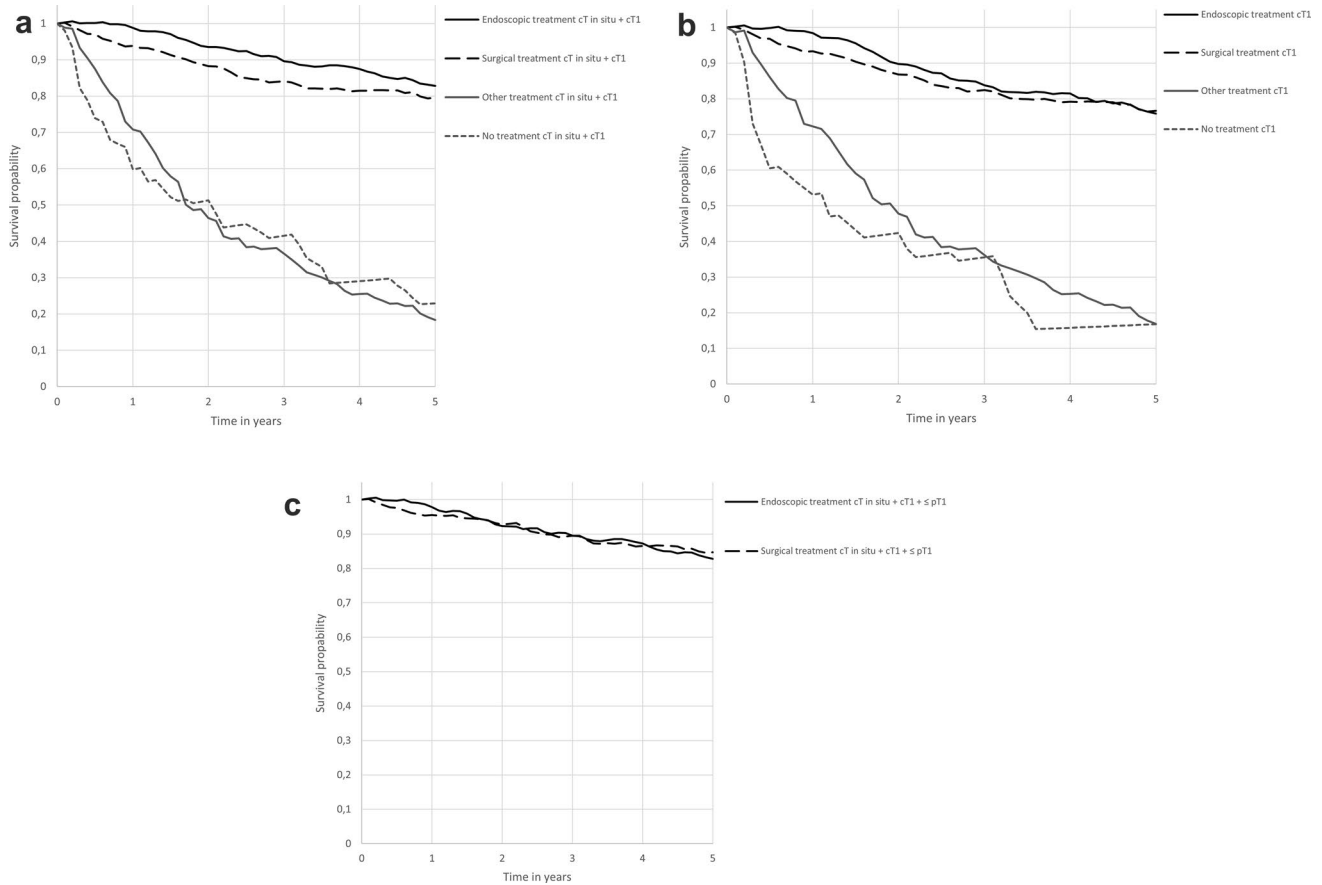 a
1
0,9
0,8
0,7
0,6
0,5
0,4
0,3
0,2
0,1
0
Survival propability
0 1 2 3 4 5
Time in years
Endoscopic treatment cT in situ + cT1
Surgical treatment cT in situ + cT1
Other treatment cT in situ + cT1
No treatment cT in situ + cT1
b
1
0,9
0,8
0,7
0,6
0,5
0,4
0,3
0,2
0,1
0
Survival propability
0 1 2 3 4 5
Time in years
Endoscopic treatment cT1
Surgical treatment cT1
Other treatment cT1
No treatment cT1
c
1
0,9
0,8
0,7
0,6
0,5
0,4
0,3
0,2
0,1
0
Survival propability
0 1 2 3 4 5
Time in years
Endoscopic treatment cT in situ + cT1 + ≤ pT1
Surgical treatment cT in situ + cT1 + ≤ pT1